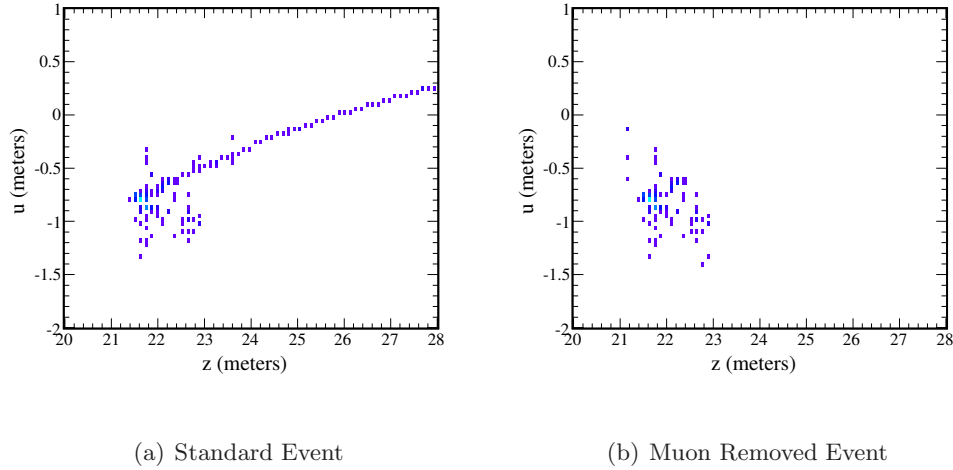 1
0.5
0
-0.5
-1
-1.5
-2
u (meters)
20 21 22 23 24 25 26 27 28
z (meters)
1
0.5
0
-0.5
-1
-1.5
-2
u (meters)
20 21 22 23 24 25 26 27 28
z (meters)
(a) Standard Event
(b) Muon Removed Event